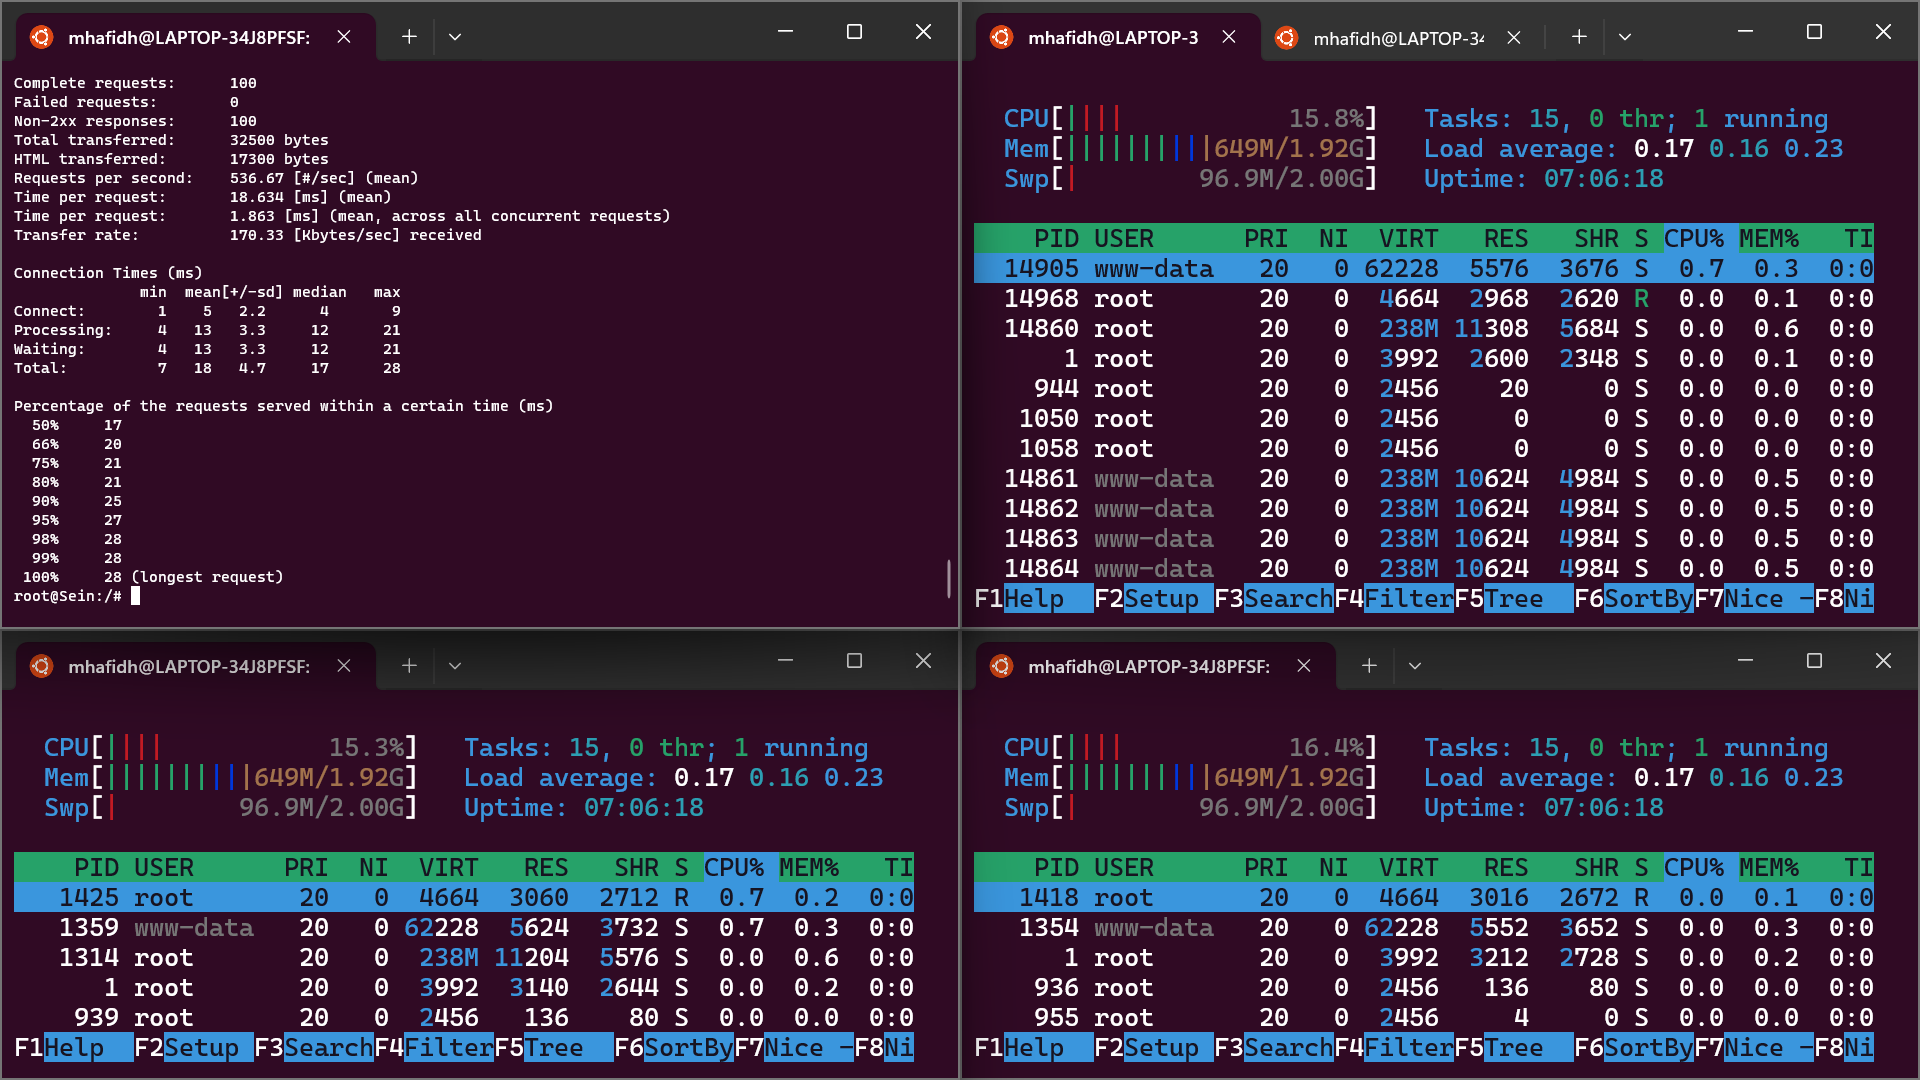 mhafidh@LAPTOP-34J8PFSF:
Complete requests: 100
Failed requests: 0
Non-2xx responses: 100
Total transferred: 32500 bytes
HTML transferred: 17300 bytes
Requests per second: 536.67 [#/sec] (mean)
Time per request: 18.634 [ms] (mean)
Time per request: 1.863 [ms] (mean, across all concurrent requests)
Transfer rate: 170.33 [Kbytes/sec] received
Connection Times (ms)
min mean[+/-sd] median max
Connect: 1 5 2.2 4 9
Processing: 4 13 3.3 12 21
Waiting: 4 13 3.3 12 21
Total: 7 18 4.7 17 28
Percentage of the requests served within a certain time (ms)
50% 17
66% 20
75% 21
80% 21
90% 25
95% 27
98% 28
99% 28
100% 28 (longest request)
root@Sein:/#
mhafidh@LAPTOP-3 mhafidh@LAPTOP-34
CPU[|||| 15.8%] Tasks: 15, 0 thr; 1 running
Mem[||||||||||649M/1.92G] Load average: 0.17 0.16 0.23
Swp[| 96.9M/2.00G] Uptime: 07:06:18
PID USER PRI NI VIRT RES SHR S CPU% MEM% TI
14905 www-data 20 0 62228 5576 3676 S 0.7 0.3 0:0
14968 root 20 0 4664 2968 2620 R 0.0 0.1 0:0
14860 root 20 0 238M 11308 5684 S 0.0 0.6 0:0
1 root 20 0 3992 2600 2348 S 0.0 0.1 0:0
944 root 20 0 2456 20 0 S 0.0 0.0 0:0
1050 root 20 0 2456 0 0 S 0.0 0.0 0:0
1058 root 20 0 2456 0 0 S 0.0 0.0 0:0
14861 www-data 20 0 238M 10624 4984 S 0.0 0.5 0:0
14862 www-data 20 0 238M 10624 4984 S 0.0 0.5 0:0
14863 www-data 20 0 238M 10624 4984 S 0.0 0.5 0:0
14864 www-data 20 0 238M 10624 4984 S 0.0 0.5 0:0
F1Help F2Setup F3SearchF4FilterF5Tree F6SortByF7Nice -F8Ni
mhafidh@LAPTOP-34J8PFSF:
CPU[|||| 15.3%] Tasks: 15, 0 thr; 1 running
Mem[||||||||||649M/1.92G] Load average: 0.17 0.16 0.23
Swp[| 96.9M/2.00G] Uptime: 07:06:18
PID USER PRI NI VIRT RES SHR S CPU% MEM% TI
1425 root 20 0 4664 3060 2712 R 0.7 0.2 0:0
1359 www-data 20 0 62228 5624 3732 S 0.7 0.3 0:0
1314 root 20 0 238M 11204 5576 S 0.0 0.6 0:0
1 root 20 0 3992 3140 2644 S 0.0 0.2 0:0
939 root 20 0 2456 136 80 S 0.0 0.0 0:0
F1Help F2Setup F3SearchF4FilterF5Tree F6SortByF7Nice -F8Ni
mhafidh@LAPTOP-34J8PFSF:
CPU[|||| 16.4%] Tasks: 15, 0 thr; 1 running
Mem[||||||||||649M/1.92G] Load average: 0.17 0.16 0.23
Swp[| 96.9M/2.00G] Uptime: 07:06:18
PID USER PRI NI VIRT RES SHR S CPU% MEM% TI
1418 root 20 0 4664 3016 2672 R 0.0 0.1 0:0
1354 www-data 20 0 62228 5552 3652 S 0.0 0.3 0:0
1 root 20 0 3992 3212 2728 S 0.0 0.2 0:0
936 root 20 0 2456 136 80 S 0.0 0.0 0:0
955 root 20 0 2456 4 0 S 0.0 0.0 0:0
F1Help F2Setup F3SearchF4FilterF5Tree F6SortByF7Nice -F8Ni